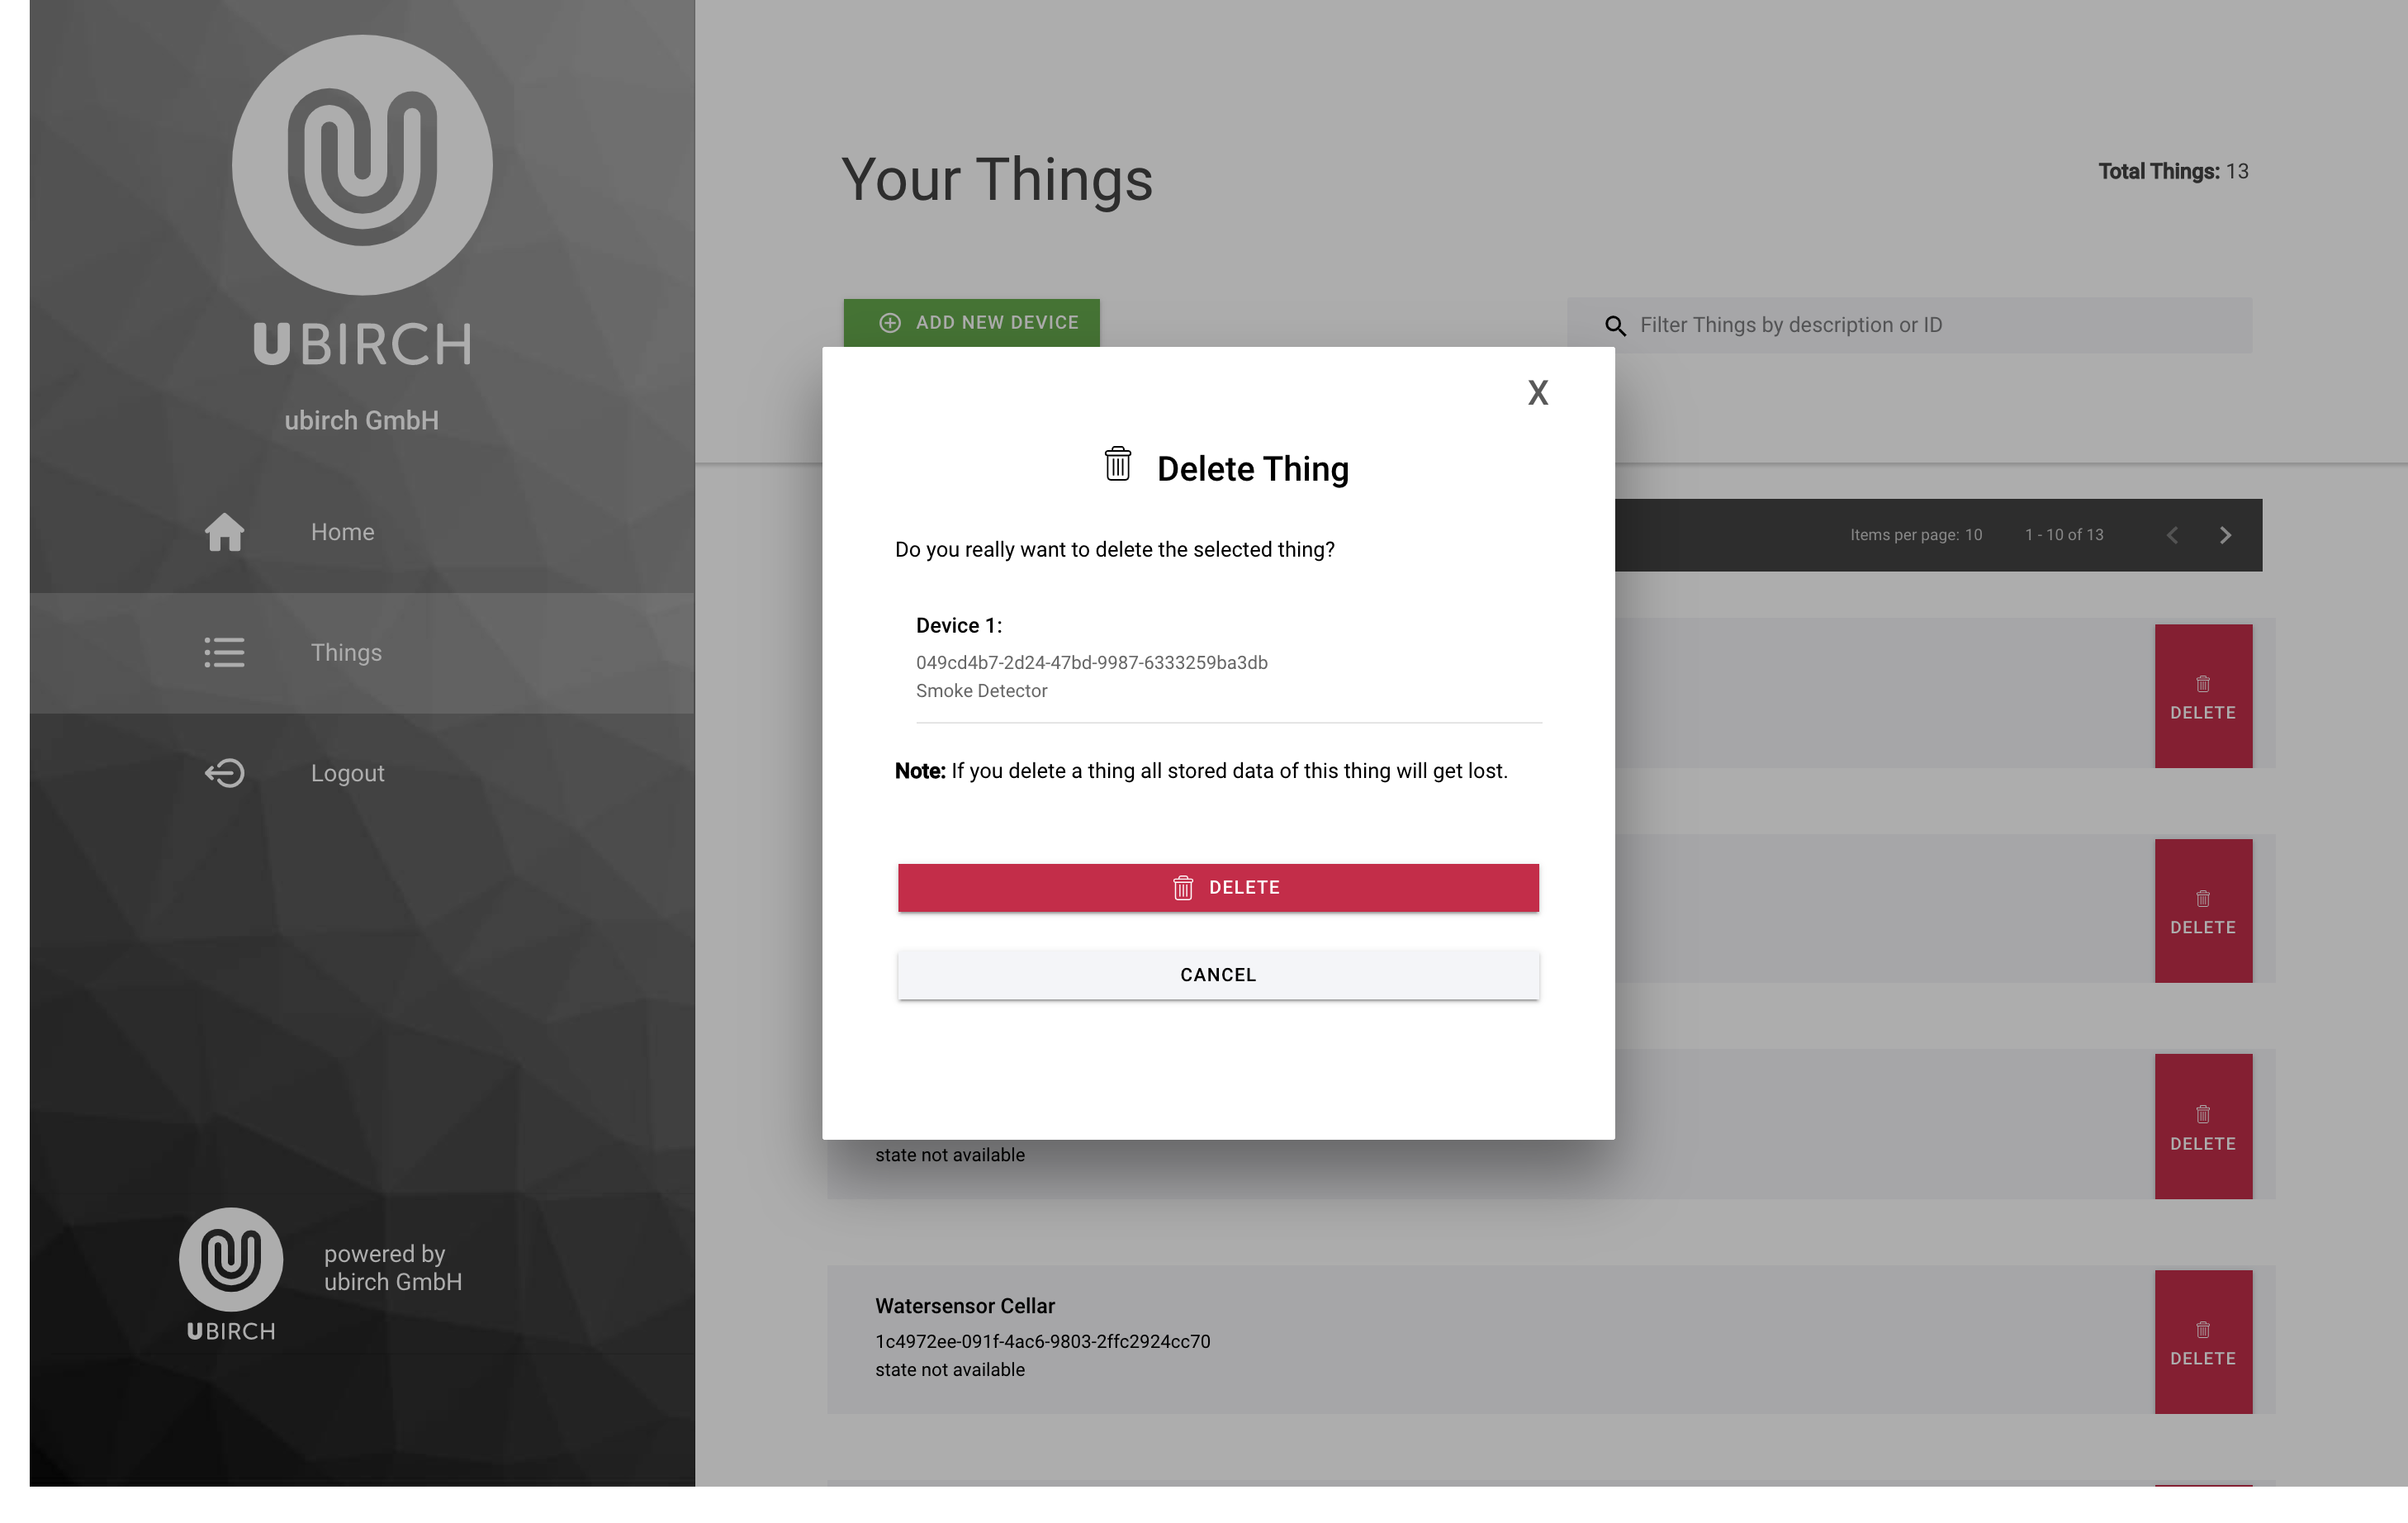 UBIRCH
ubirch GmbH
Home
Things
Logout
powered by
ubirch GmbH
UBIRCH
Your Things
Total Things: 13
ADD NEW DEVICE
Filter Things by description or ID
Items per page: 10
1 - 10 of 13
X
Delete Thing
Do you really want to delete the selected thing?
Device 1:
049cd4b7-2d24-47bd-9987-6333259ba3db
Smoke Detector
Note: If you delete a thing all stored data of this thing will get lost.
DELETE
CANCEL
DELETE
DELETE
state not available
DELETE
Watersensor Cellar
1c4972ee-091f-4ac6-9803-2ffc2924cc70
state not available
DELETE